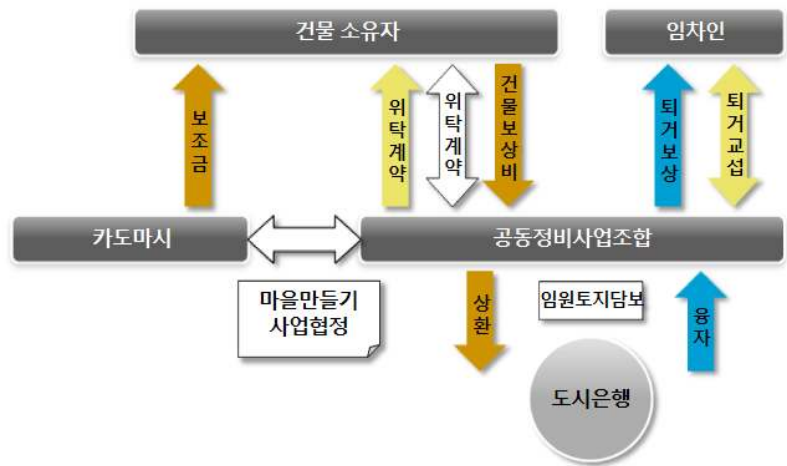 건물 소유자
임차인
보조금
위탁계약
위탁계약
건물보상비
퇴거보상
퇴거교섭
카도마시
공동정비사업조합
마을만들기
사업협정
상환
임원토지담보
융자
도시은행